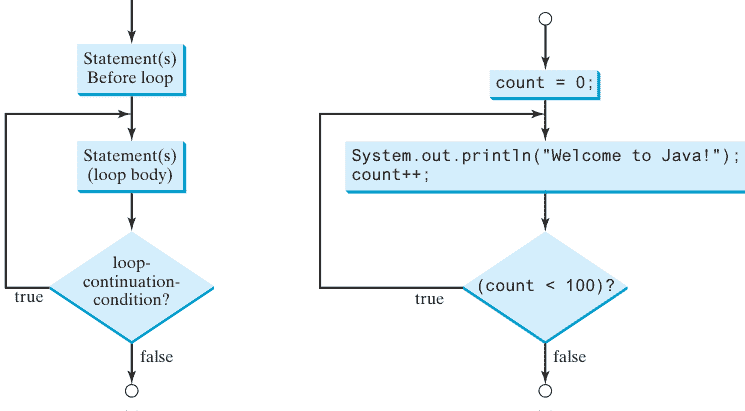 Statement(s)
Before loop
Statement(s)
(loop body)
loop-
continuation-
condition?
true
false
count = 0;
System.out.println("Welcome to Java!");
count++;
(count < 100)?
true
false